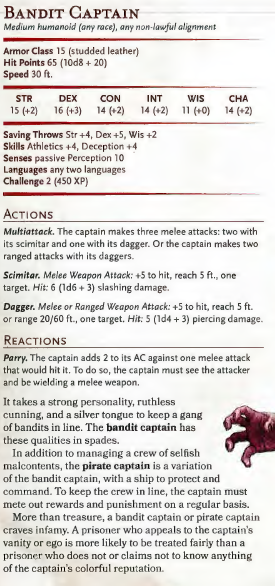 BANDIT CAPTAIN
Medium humanoid (any race), any non-lawful alignment
Armor Class 15 (studded leather)
Hit Points 65 (10d8 + 20)
Speed 30 ft.
STR DEX CON INT WIS CHA
15 (+2) 16 (+3) 14 (+2) 14 (+2) 11 (+0) 14 (+2)
Saving Throws Str +4, Dex +5, Wis +2
Skills Athletics +4, Deception +4
Senses passive Perception 10
Languages any two languages
Challenge 2 (450 XP)
ACTIONS
Multiattack. The captain makes three melee attacks: two with
its scimitar and one with its dagger. Or the captain makes two
ranged attacks with its daggers.
Scimitar. Melee Weapon Attack: +5 to hit, reach 5 ft., one
target. Hit: 6 (1d6 + 3) slashing damage.
Dagger. Melee or Ranged Weapon Attack: +5 to hit, reach 5 ft.
or range 20/60 ft., one target. Hit: 5 (1d4 + 3) piercing damage.
REACTIONS
Parry. The captain adds 2 to its AC against one melee attack
that would hit it. To do so, the captain must see the attacker
and be wielding a melee weapon.
It takes a strong personality, ruthless
cunning, and a silver tongue to keep a gang
of bandits in line. The bandit captain has
these qualities in spades.
In addition to managing a crew of selfish
malcontents, the pirate captain is a variation
of the bandit captain, with a ship to protect and
command. To keep the crew in line, the captain must
mete out rewards and punishment on a regular basis.
More than treasure, a bandit captain or pirate captain
craves infamy. A prisoner who appeals to the captain's
vanity or ego is more likely to be treated fairly than a
prisoner who does not or claims not to know anything
of the captain's colorful reputation.